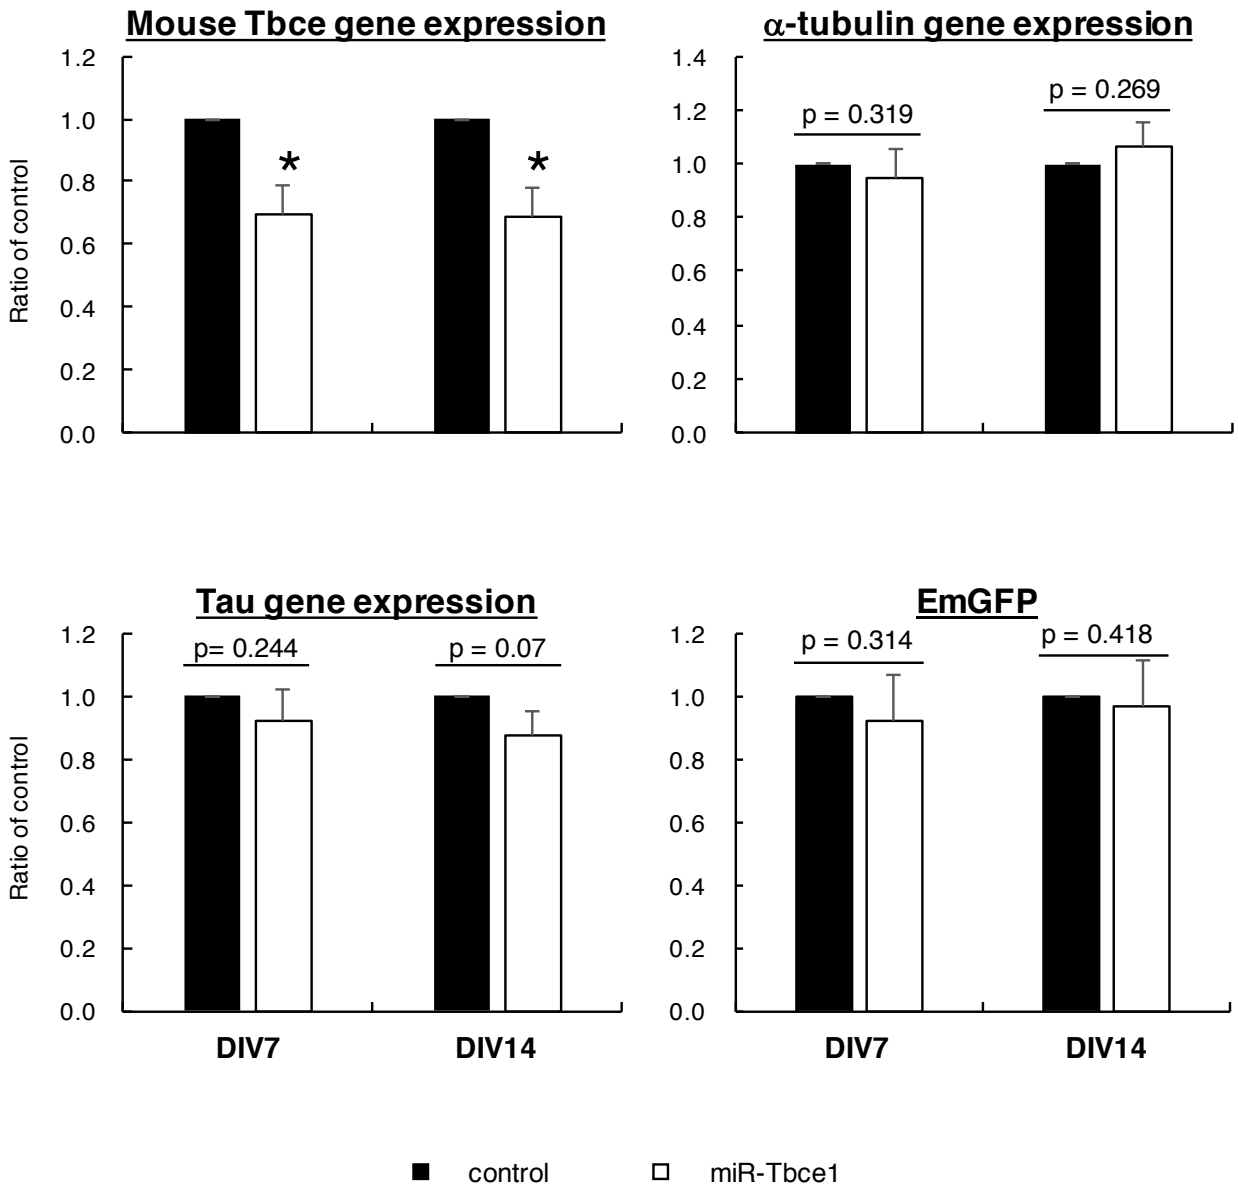 Mouse Tbce gene expression
1.2
1.0
0.8
0.6
0.4
0.2
0.0
Ratio of control
*
*
α-tubulin gene expression
1.4
1.2
1.0
0.8
0.6
0.4
0.2
0.0
p = 0.319
p = 0.269
Tau gene expression
1.2
1.0
0.8
0.6
0.4
0.2
0.0
Ratio of control
p= 0.244
p = 0.07
DIV7
DIV14
EmGFP
1.2
1.0
0.8
0.6
0.4
0.2
0.0
p = 0.314
p = 0.418
DIV7
DIV14
control
miR-Tbce1